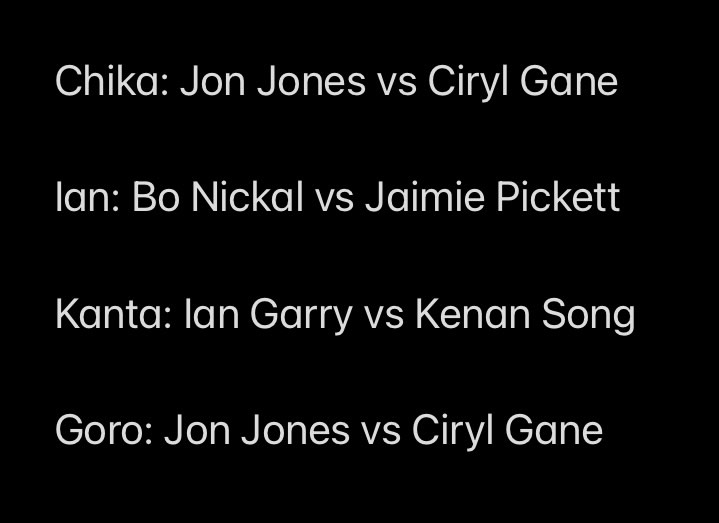 Chika: Jon Jones vs Ciryl Gane
Ian: Bo Nickal vs Jaimie Pickett
Kanta: Ian Garry vs Kenan Song
Goro: Jon Jones vs Ciryl Gane